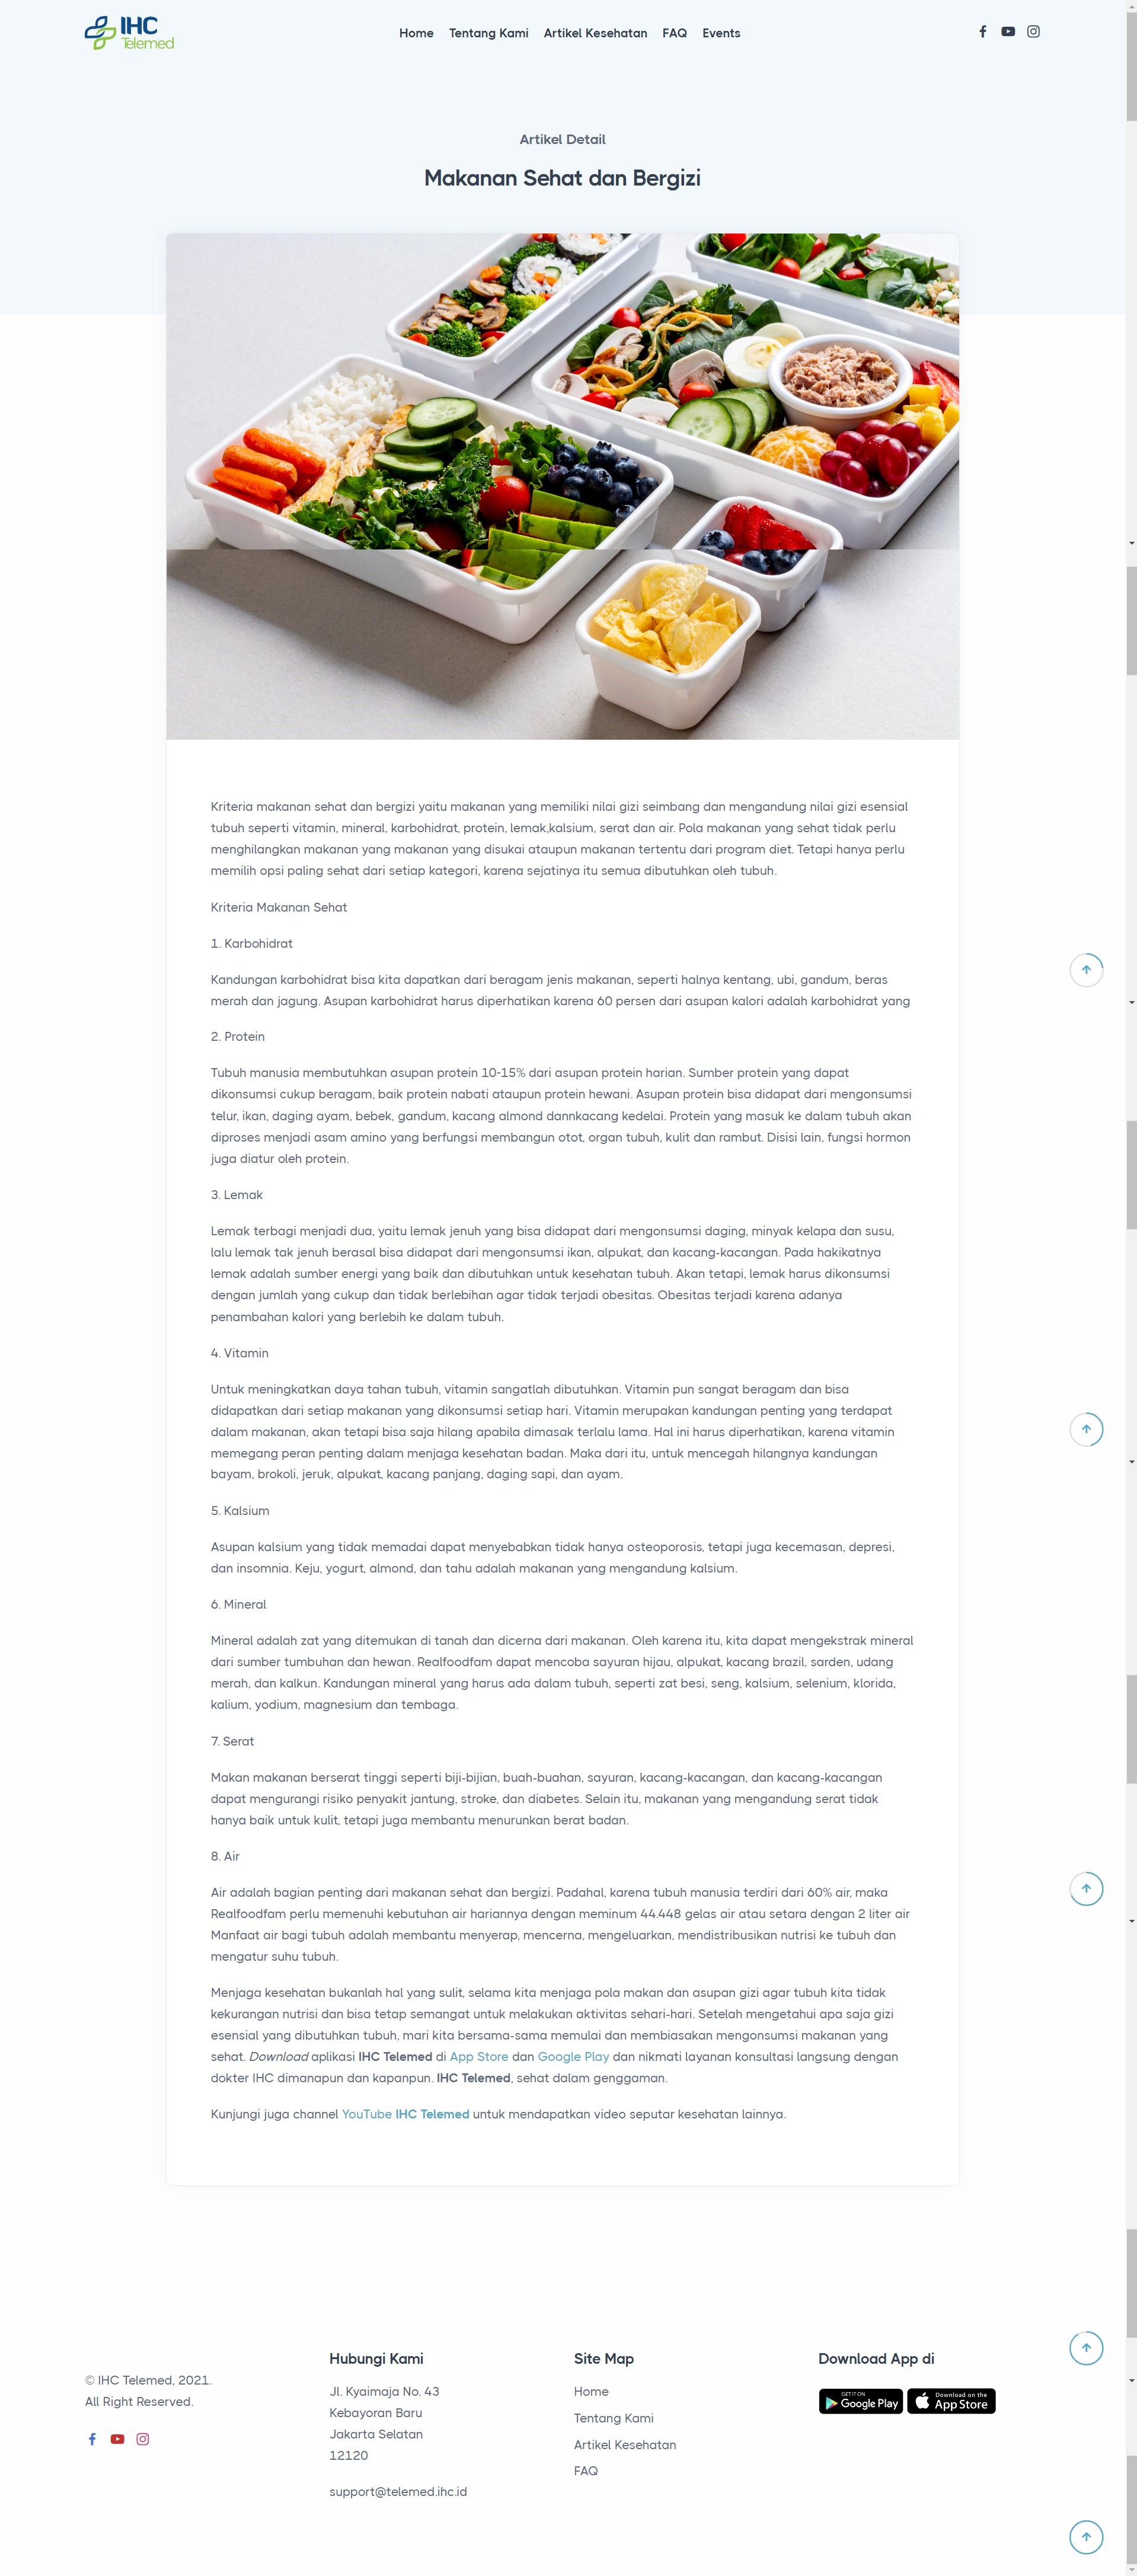 IHC
Telemed
Home Tentang Kami Artikel Kesehatan FAQ Events
Artikel Detail
Makanan Sehat dan Bergizi
Kriteria makanan sehat dan bergizi yaitu makanan yang memiliki nilai gizi seimbang dan mengandung nilai gizi esensial
tubuh seperti vitamin, mineral, karbohidrat, protein, lemak,kalsium, serat dan air. Pola makanan yang sehat tidak perlu
menghilangkan makanan yang makanan yang disukai ataupun makanan tertentu dari program diet. Tetapi hanya perlu
memilih opsi paling sehat dari setiap kategori, karena sejatinya itu semua dibutuhkan oleh tubuh.
Kriteria Makanan Sehat
1. Karbohidrat
Kandungan karbohidrat bisa kita dapatkan dari beragam jenis makanan, seperti halnya kentang, ubi, gandum, beras
merah dan jagung. Asupan karbohidrat harus diperhatikan karena 60 persen dari asupan kalori adalah karbohidrat yang
2. Protein
Tubuh manusia membutuhkan asupan protein 10-15% dari asupan protein harian. Sumber protein yang dapat
dikonsumsi cukup beragam, baik protein nabati ataupun protein hewani. Asupan protein bisa didapat dari mengonsumsi
telur, ikan, daging ayam, bebek, gandum, kacang almond dannkacang kedelai. Protein yang masuk ke dalam tubuh akan
diproses menjadi asam amino yang berfungsi membangun otot, organ tubuh, kulit dan rambut. Disisi lain, fungsi hormon
juga diatur oleh protein.
3. Lemak
Lemak terbagi menjadi dua, yaitu lemak jenuh yang bisa didapat dari mengonsumsi daging, minyak kelapa dan susu,
lalu lemak tak jenuh berasal bisa didapat dari mengonsumsi ikan, alpukat, dan kacang-kacangan. Pada hakikatnya
lemak adalah sumber energi yang baik dan dibutuhkan untuk kesehatan tubuh. Akan tetapi, lemak harus dikonsumsi
dengan jumlah yang cukup dan tidak berlebihan agar tidak terjadi obesitas. Obesitas terjadi karena adanya
penambahan kalori yang berlebih ke dalam tubuh.
4. Vitamin
Untuk meningkatkan daya tahan tubuh, vitamin sangatlah dibutuhkan. Vitamin pun sangat beragam dan bisa
didapatkan dari setiap makanan yang dikonsumsi setiap hari. Vitamin merupakan kandungan penting yang terdapat
dalam makanan, akan tetapi bisa saja hilang apabila dimasak terlalu lama. Hal ini harus diperhatikan, karena vitamin
memegang peran penting dalam menjaga kesehatan badan. Maka dari itu, untuk mencegah hilangnya kandungan
bayam, brokoli, jeruk, alpukat, kacang panjang, daging sapi, dan ayam.
5. Kalsium
Asupan kalsium yang tidak memadai dapat menyebabkan tidak hanya osteoporosis, tetapi juga kecemasan, depresi,
dan insomnia. Keju, yogurt, almond, dan tahu adalah makanan yang mengandung kalsium.
6. Mineral
Mineral adalah zat yang ditemukan di tanah dan dicerna dari makanan. Oleh karena itu, kita dapat mengekstrak mineral
dari sumber tumbuhan dan hewan. Realfoodfam dapat mencoba sayuran hijau, alpukat, kacang brazil, sarden, udang
merah, dan kalkun. Kandungan mineral yang harus ada dalam tubuh, seperti zat besi, seng, kalsium, selenium, klorida,
kalium, yodium, magnesium dan tembaga.
7. Serat
Makan makanan berserat tinggi seperti biji-bijian, buah-buahan, sayuran, kacang-kacangan, dan kacang-kacangan
dapat mengurangi risiko penyakit jantung, stroke, dan diabetes. Selain itu, makanan yang mengandung serat tidak
hanya baik untuk kulit, tetapi juga membantu menurunkan berat badan.
8. Air
Air adalah bagian penting dari makanan sehat dan bergizi. Padahal, karena tubuh manusia terdiri dari 60% air, maka
Realfoodfam perlu memenuhi kebutuhan air hariannya dengan meminum 44.448 gelas air atau setara dengan 2 liter air
Manfaat air bagi tubuh adalah membantu menyerap, mencerna, mengeluarkan, mendistribusikan nutrisi ke tubuh dan
mengatur suhu tubuh.
Menjaga kesehatan bukanlah hal yang sulit, selama kita menjaga pola makan dan asupan gizi agar tubuh kita tidak
kekurangan nutrisi dan bisa tetap semangat untuk melakukan aktivitas sehari-hari. Setelah mengetahui apa saja gizi
esensial yang dibutuhkan tubuh, mari kita bersama-sama memulai dan membiasakan mengonsumsi makanan yang
sehat. Download aplikasi IHC Telemed di App Store dan Google Play dan nikmati layanan konsultasi langsung dengan
dokter IHC dimanapun dan kapanpun. IHC Telemed, sehat dalam genggaman.
Kunjungi juga channel YouTube IHC Telemed untuk mendapatkan video seputar kesehatan lainnya.
© IHC Telemed, 2021.
All Right Reserved.
Hubungi Kami
Jl. Kyaimaja No. 43
Kebayoran Baru
Jakarta Selatan
12120
support@telemed.ihc.id
Site Map
Home
Tentang Kami
Artikel Kesehatan
FAQ
Download App di
GET IT ON
Google Play
Download on the
App Store